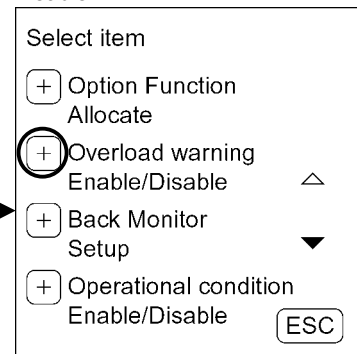 Select item
+ Option Function
Allocate
+ Overload warning
Enable/Disable
+ Back Monitor
Setup
+ Operational condition
Enable/Disable
ESC